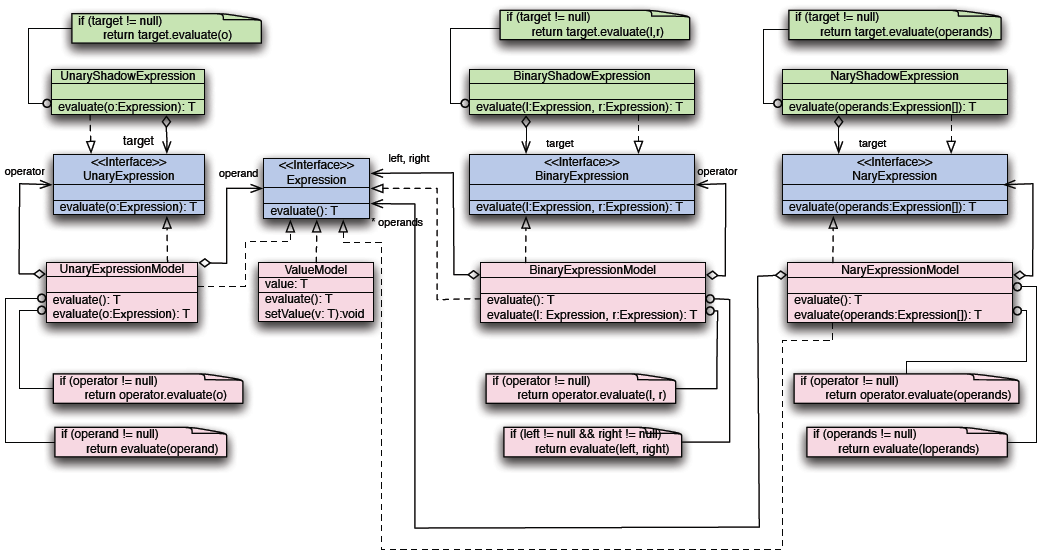 if (target != null)
return target.evaluate(o)
if (target != null)
return target.evaluate(l,r)
if (target != null)
return target.evaluate(operands)
UnaryShadowExpression
evaluate(o:Expression): T
BinaryShadowExpression
evaluate(l:Expression, r:Expression): T
NaryShadowExpression
evaluate(operands:Expression[]): T
target
target
target
operator
<<Interface>>
UnaryExpression
evaluate(o:Expression): T
operand
<<Interface>>
Expression
evaluate(): T
left, right
* operands
<<Interface>>
BinaryExpression
evaluate(l:Expression, r:Expression): T
operator
<<Interface>>
NaryExpression
evaluate(operands:Expression[]): T
UnaryExpressionModel
evaluate(): T
evaluate(o:Expression): T
ValueModel
value: T
evaluate(): T
setValue(v: T):void
BinaryExpressionModel
evaluate(): T
evaluate(l: Expression, r:Expression): T
NaryExpressionModel
evaluate(): T
evaluate(operands:Expression[]): T
if (operator != null)
return operator.evaluate(o)
if (operand != null)
return evaluate(operand)
if (operator != null)
return operator.evaluate(l, r)
if (left != null && right != null)
return evaluate(left, right)
if (operator != null)
return operator.evaluate(operands)
if (operands != null)
return evaluate(loperands)